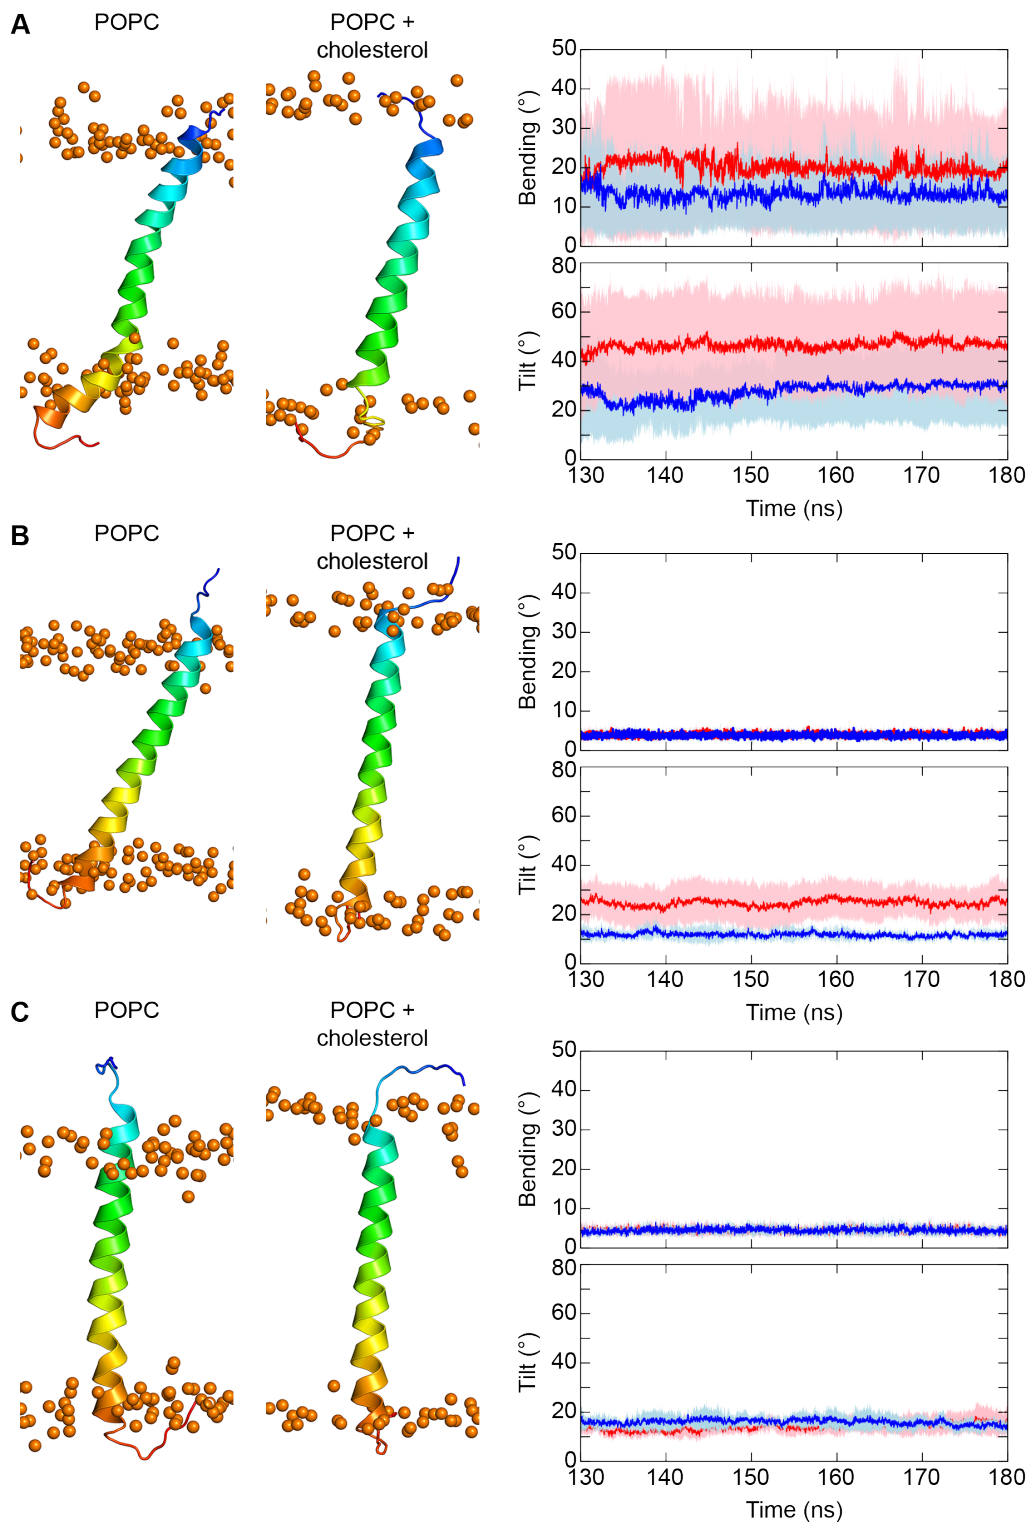 A
POPC
POPC +
cholesterol
50
40
30
20
10
0
Bending (°)
80
60
40
20
0
Tilt (°)
130 140 150 160 170 180
Time (ns)
B
POPC
POPC +
cholesterol
50
40
30
20
10
0
Bending (°)
80
60
40
20
0
Tilt (°)
130 140 150 160 170 180
Time (ns)
C
POPC
POPC +
cholesterol
50
40
30
20
10
0
Bending (°)
80
60
40
20
0
Tilt (°)
130 140 150 160 170 180
Time (ns)